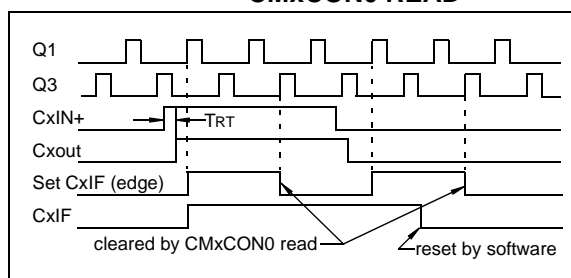 CMxCON0 READ
Q1
Q3
CxIN+
TRT
Cxout
Set CxIF (edge)
CxIF
cleared by CMxCON0 read
reset by software